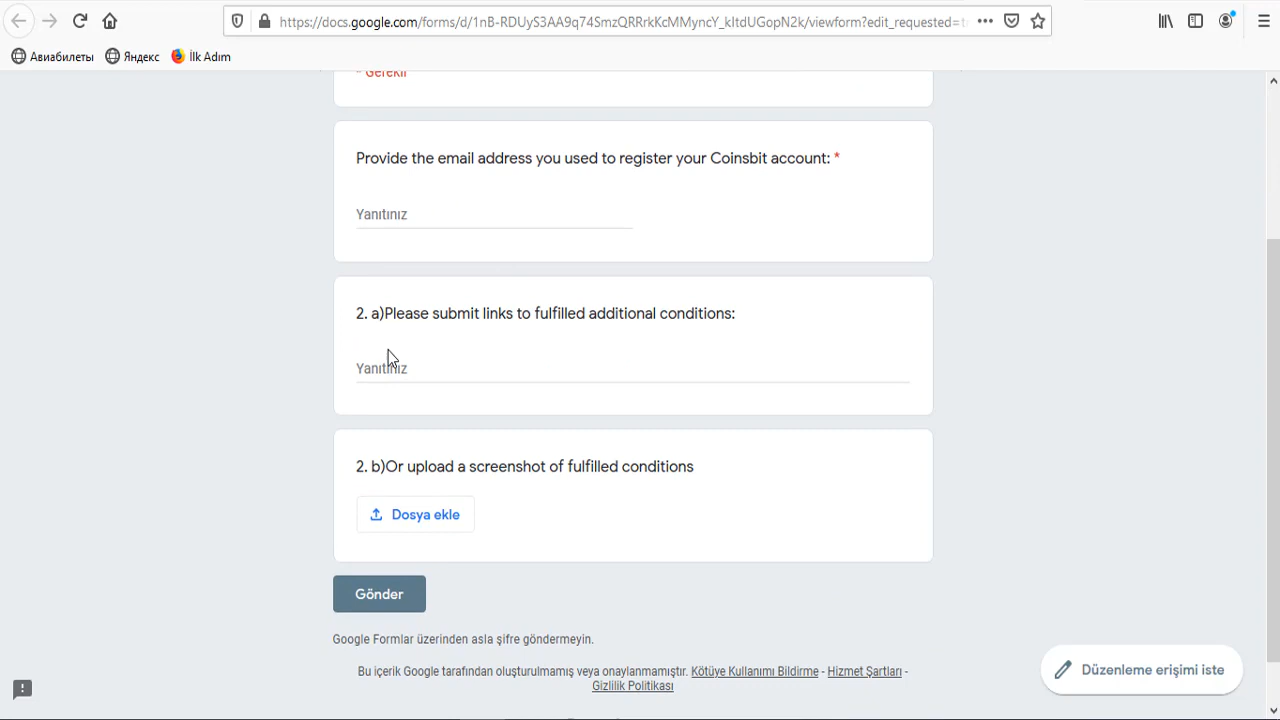 https://docs.google.com/forms/d/1nB-RDUyS3AA9q74SmzQRRrkKcMMyncY_kItdUGopN2k/viewform?edit_requested=t
Авиабилеты Яндекс İlk Adım
* Gerekli
Provide the email address you used to register your Coinsbit account: *
Yanıtınız
2. a)Please submit links to fulfilled additional conditions:
Yanıtınız
2. b)Or upload a screenshot of fulfilled conditions
Dosya ekle
Gönder
Google Formlar üzerinden asla şifre göndermeyin.
Bu içerik Google tarafından oluşturulmamış veya onaylanmamıştır. Kötüye Kullanımı Bildirme - Hizmet Şartları -
Gizlilik Politikası
Düzenleme erişimi iste